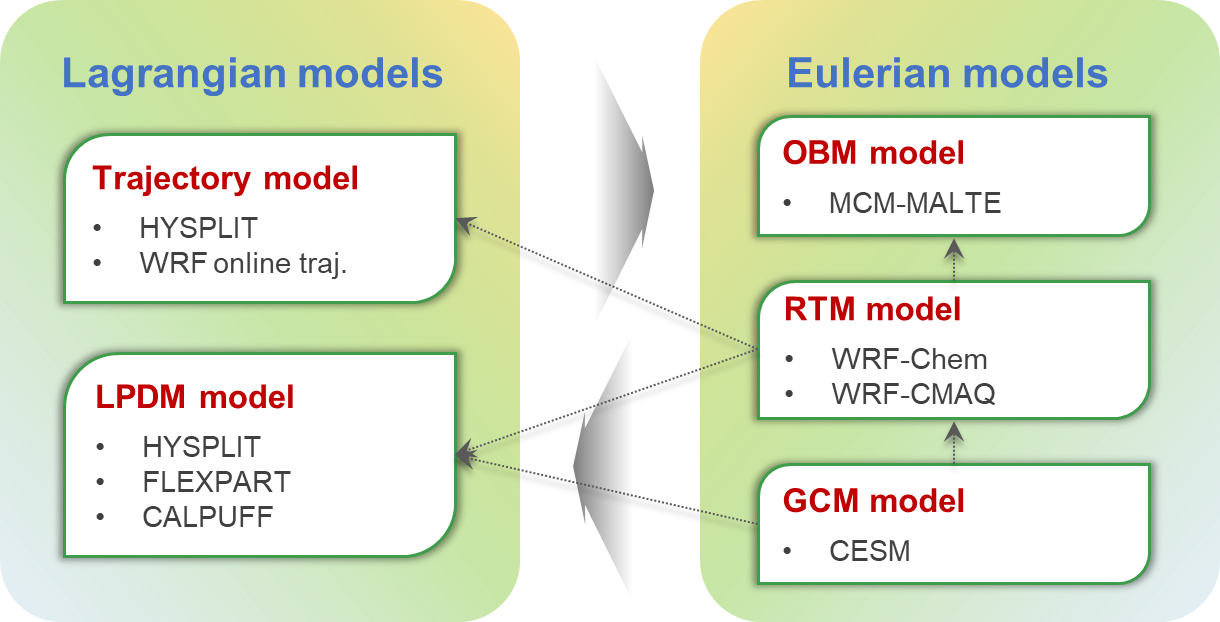 Lagrangian models
Trajectory model
• HYSPLIT
• WRF online traj.
LPDM model
• HYSPLIT
• FLEXPART
• CALPUFF
Eulerian models
OBM model
• MCM-MALTE
RTM model
• WRF-Chem
• WRF-CMAQ
GCM model
• CESM